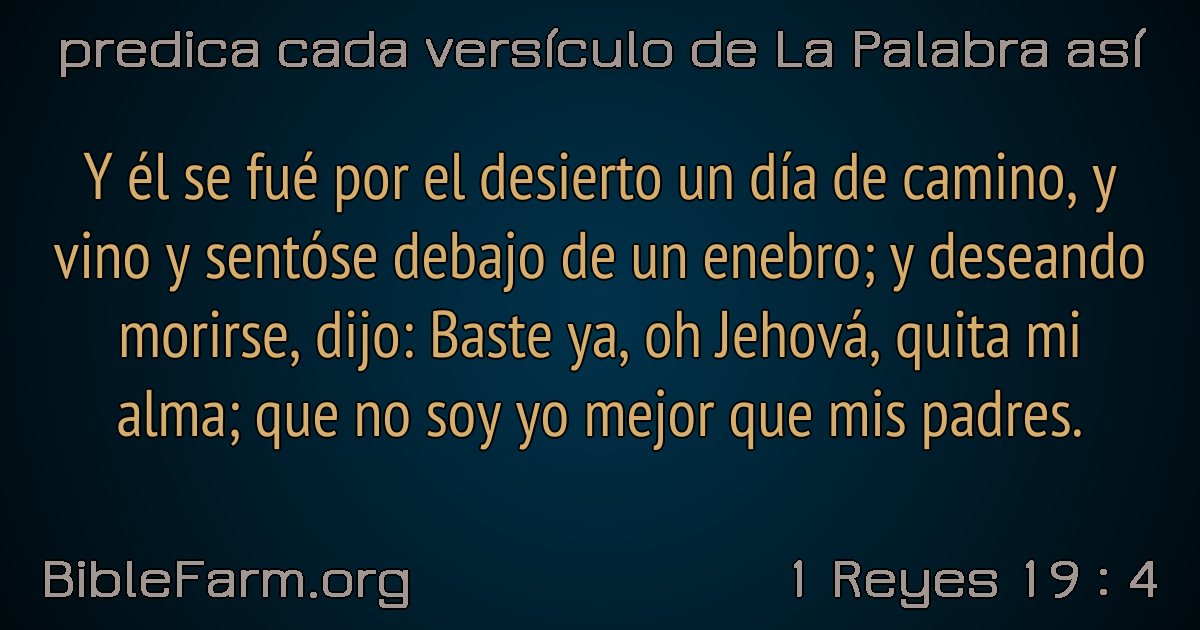 predica cada versículo de La Palabra así
Y él se fué por el desierto un día de camino, y
vino y sentóse debajo de un enebro; y deseando
morirse, dijo: Baste ya, oh Jehová, quita mi
alma; que no soy yo mejor que mis padres.
BibleFarm.org
1 Reyes 19 : 4